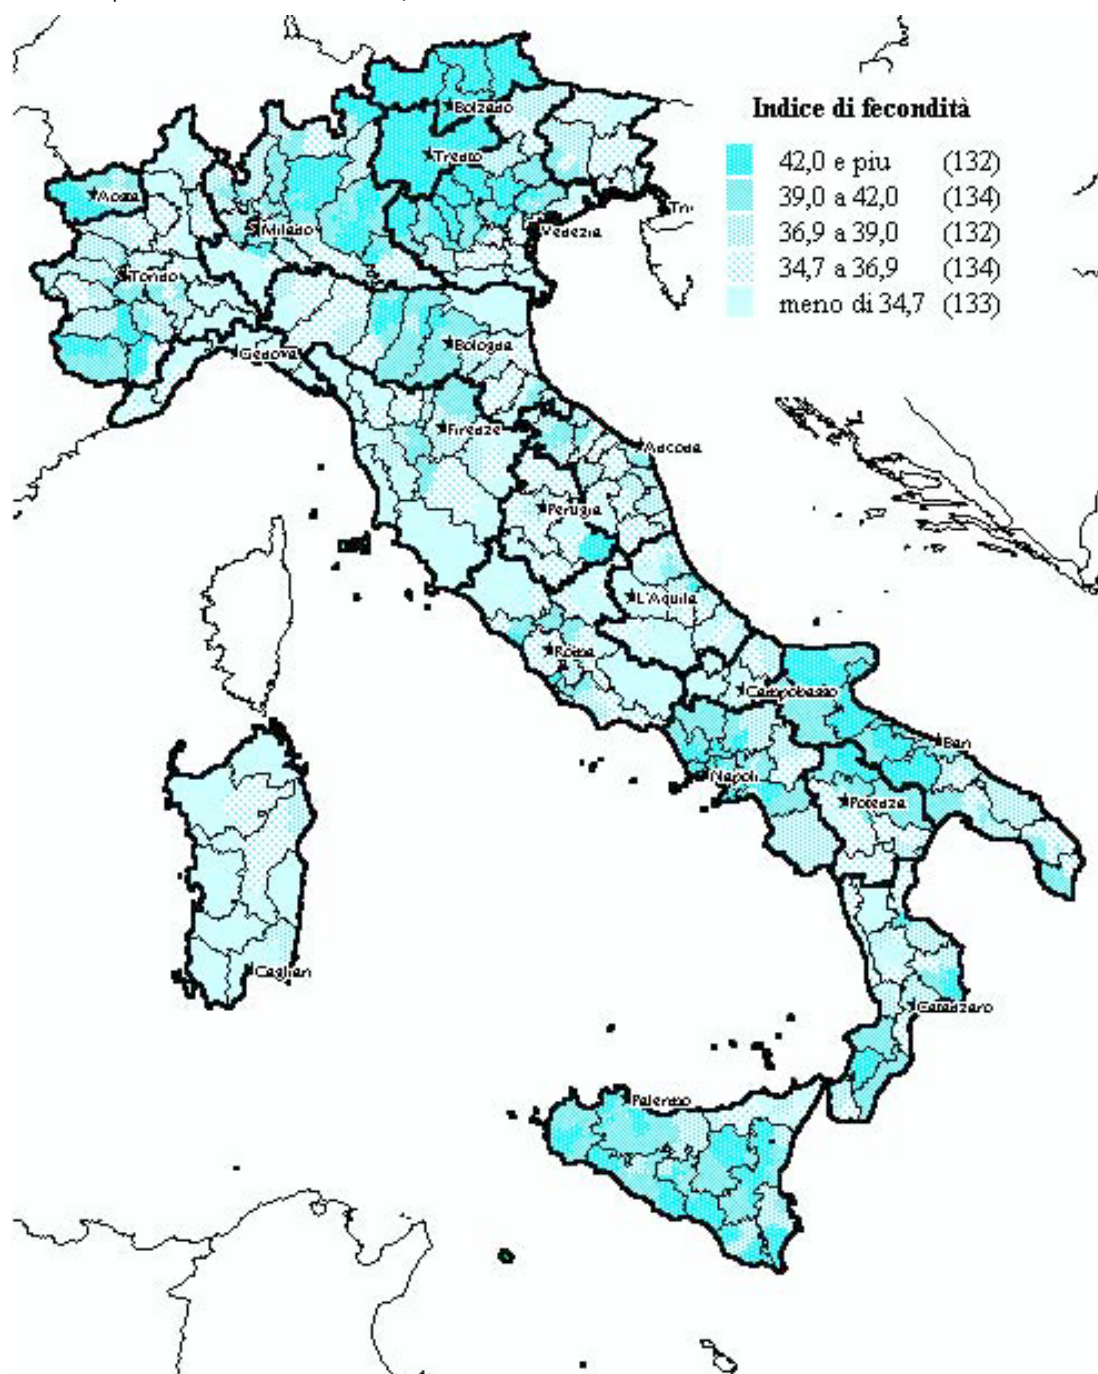 Bolzano
Indice di fecondità
42,0 e piu (132)
39,0 a 42,0 (134)
36,9 a 39,0 (132)
34,7 a 36,9 (134)
meno di 34,7 (133)
Trento
Aosta
Tri
Milano
Venezia
Torino
Genova
Bologna
Firenze
Ancona
Perugia
L'Aquila
Roma
Campobasso
Bari
Napoli
Potenza
Cagliari
Catanzaro
Palermo